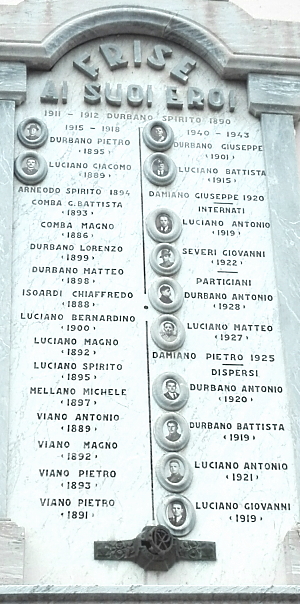 FRISE
AI SUOI EROI
1911 - 1912 DURBANO SPIRITO 1890
1915 - 1918
DURBANO PIETRO
‹1895›
LUCIANO GIACOMO
‹1889›
ARNEODO SPIRITO 1894
COMBA G. BATTISTA
‹1893›
COMBA MAGNO
‹1886›
DURBANO LORENZO
‹1899›
DURBANO MATTEO
‹1898›
ISOARDI CHIAFFREDO
‹1888›
LUCIANO BERNARDINO
‹1900›
LUCIANO MAGNO
‹1892›
LUCIANO SPIRITO
‹1895›
MELLANO MICHELE
‹1897›
VIANO ANTONIO
‹1889›
VIANO MAGNO
‹1892›
VIANO PIETRO
‹1893›
VIANO PIETRO
‹1891›
1940 - 1943
DURBANO GIUSEPPE
‹1901›
LUCIANO BATTISTA
‹1915›
DAMIANO GIUSEPPE 1920
INTERNATI
LUCIANO ANTONIO
‹1919›
SEVERI GIOVANNI
‹1922›
PARTIGIANI
DURBANO ANTONIO
‹1928›
LUCIANO MATTEO
‹1927›
DAMIANO PIETRO 1925
DISPERSI
DURBANO ANTONIO
‹1920›
DURBANO BATTISTA
‹1919›
LUCIANO ANTONIO
‹1921›
LUCIANO GIOVANNI
‹1919›